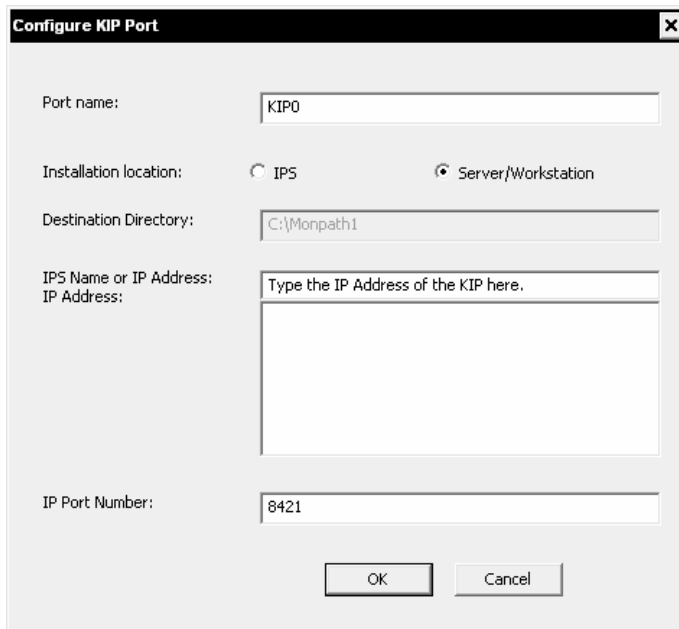 Configure KIP Port
Port name:
KIP0
Installation location:
IPS
Server/Workstation
Destination Directory:
C:\Monpath1
IPS Name or IP Address:
IP Address:
Type the IP Address of the KIP here.
IP Port Number:
8421
OK
Cancel